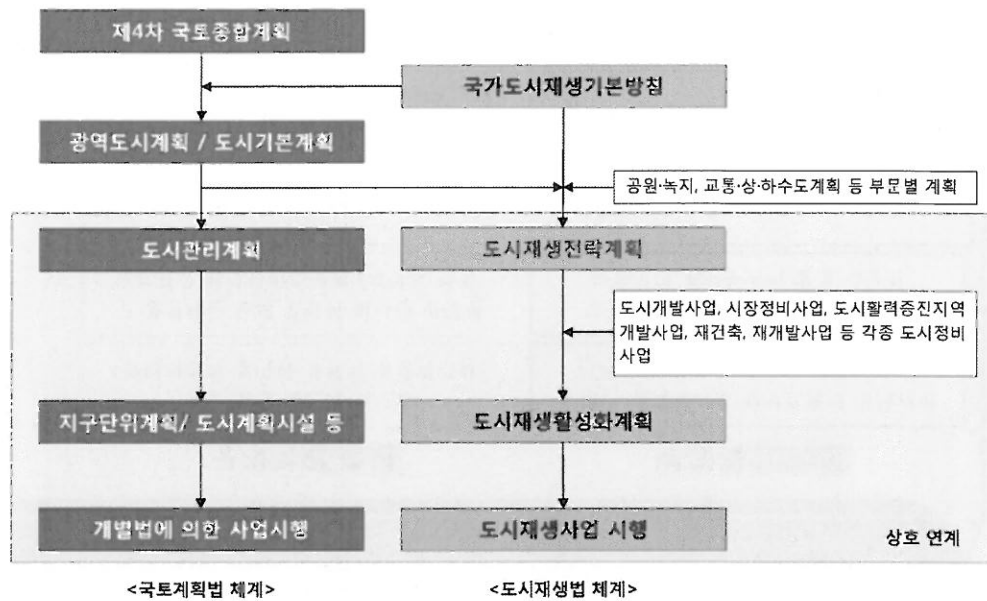 제4차 국토종합계획
국가도시재생기본방침
광역도시계획 / 도시기본계획
공원·녹지, 교통·상·하수도계획 등 부문별 계획
도시관리계획
도시재생전략계획
도시개발사업, 시장정비사업, 도시활력증진지역
개발사업, 재건축, 재개발사업 등 각종 도시정비
사업
지구단위계획/ 도시계획시설 등
도시재생활성화계획
개별법에 의한 사업시행
도시재생사업 시행
상호 연계
<국토계획법 체계>
<도시재생법 체계>